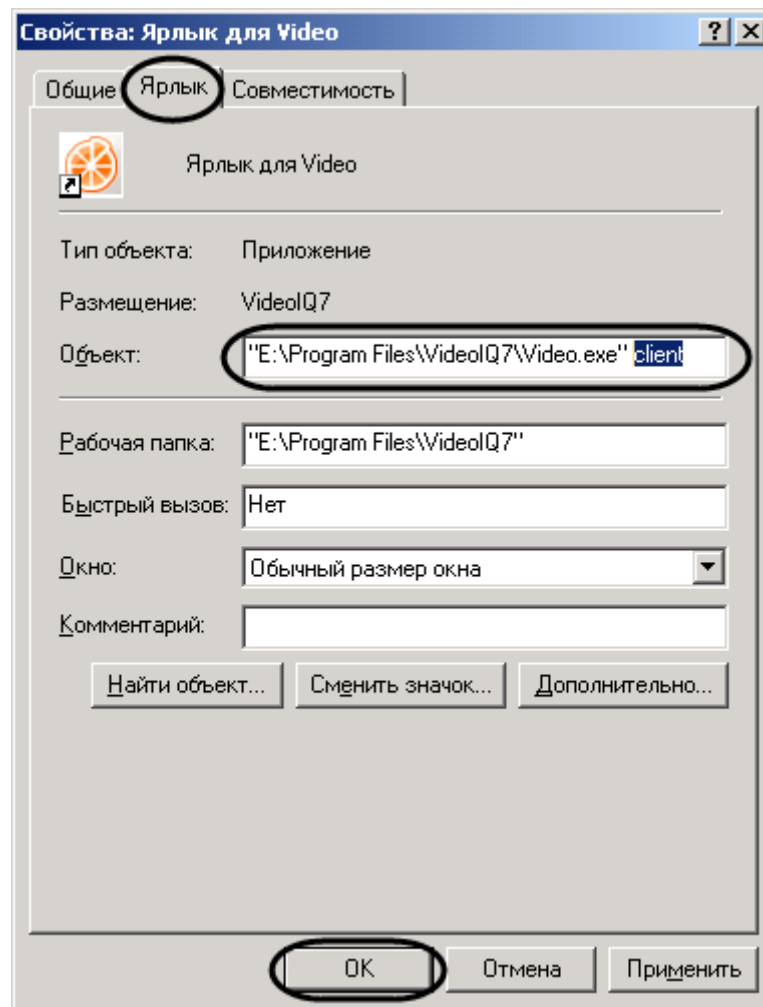 Свойства: Ярлык для Video
Общие Ярлык Совместимость
Ярлык для Video
Тип объекта: Приложение
Размещение: VideoIQ7
Объект: "E:\Program Files\VideoIQ7\Video.exe" client
Рабочая папка: "E:\Program Files\VideoIQ7"
Быстрый вызов: Нет
Окно: Обычный размер окна
Комментарий:
Найти объект... Сменить значок... Дополнительно...
OK Отмена Применить